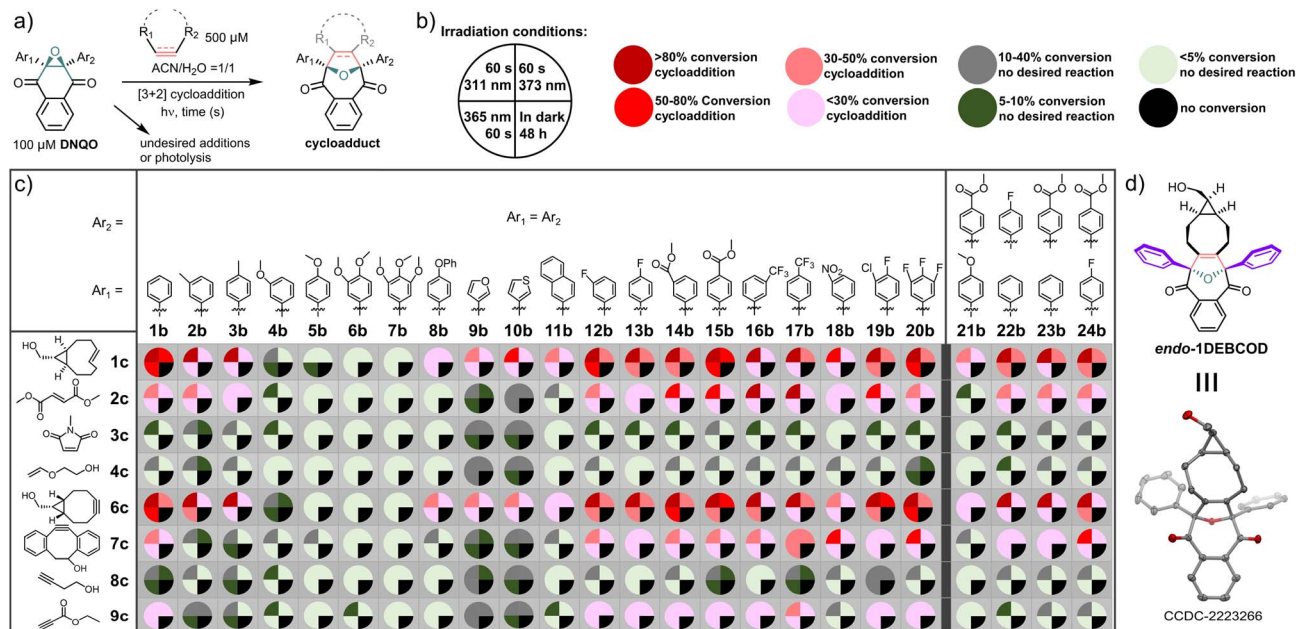 a)
R1
R2
500 µM
Ar1
O
Ar2
O
O
100 µM DNQO
ACN/H2O =1/1
[3+2] cycloaddition
hν, time (s)
undesired additions
or photolysis
R1
R2
Ar1
Ar2
O
O
O
cycloadduct
b)
Irradiation conditions:
60 s
311 nm
60 s
373 nm
365 nm
60 s
In dark
48 h
>80% conversion
cycloaddition
50-80% Conversion
cycloaddition
30-50% conversion
cycloaddition
<30% conversion
cycloaddition
10-40% conversion
no desired reaction
5-10% conversion
no desired reaction
<5% conversion
no desired reaction
no conversion
c)
Ar2 =
Ar1 = Ar2
O O F O O O O
Ar1 =
O O O O O O O O OPh O S F F O O O O CF3 CF3 NO2 Cl F F F F O F
1b 2b 3b 4b 5b 6b 7b 8b 9b 10b 11b 12b 13b 14b 15b 16b 17b 18b 19b 20b 21b 22b 23b 24b
HO H H 1c
O O O O 2c
O N O 3c
O OH 4c
HO H H 6c
OH 7c
OH 8c
O O 9c
d)
HO
H H
O
O O
endo-1DEBCOD
CCDC-2223266